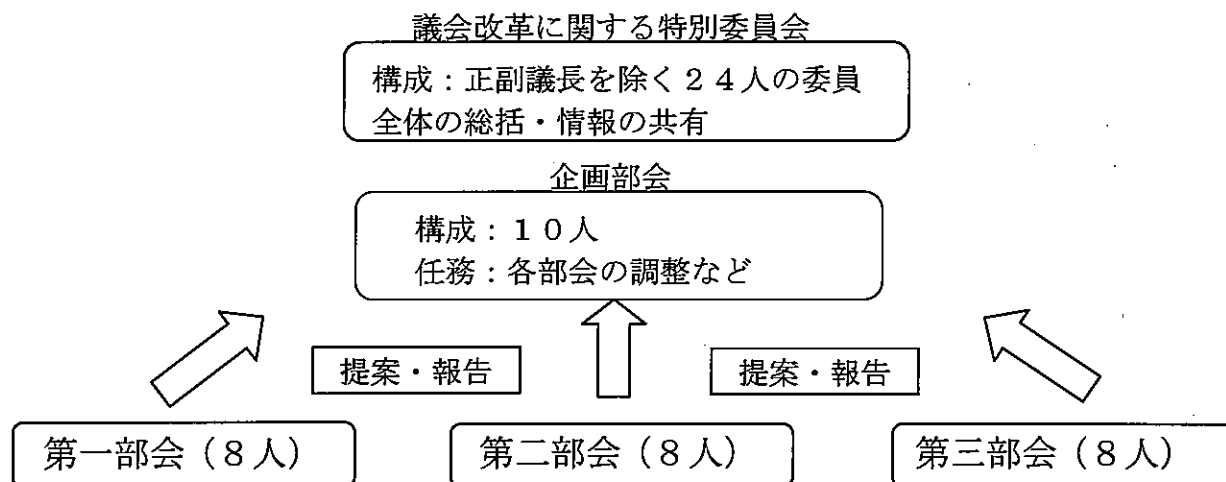 議会改革に関する特別委員会
構成：正副議長を除く２４人の委員
全体の総括・情報の共有
企画部会
構成：１０人
任務：各部会の調整など
提案・報告
提案・報告
第一部会（８人）
第二部会（８人）
第三部会（８人）